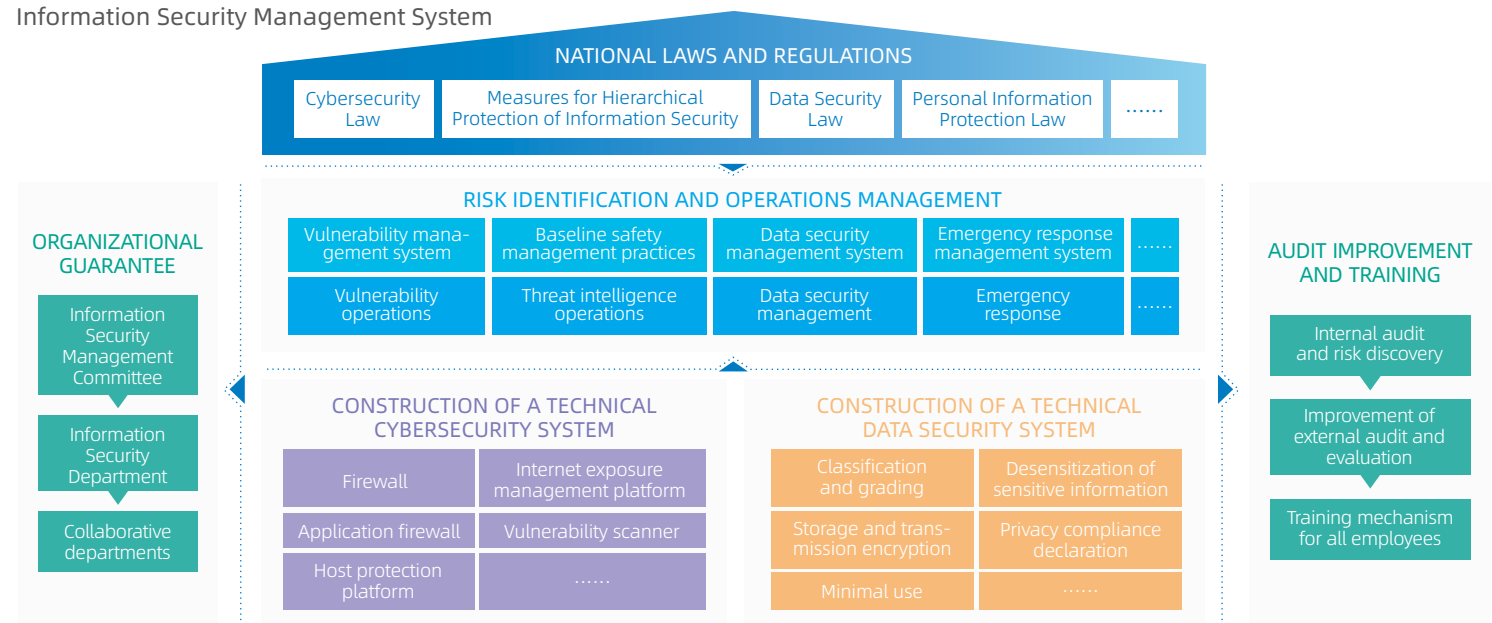 Information Security Management System
NATIONAL LAWS AND REGULATIONS
Cybersecurity
Law
Measures for Hierarchical
Protection of Information Security
Data Security
Law
Personal Information
Protection Law
......
ORGANIZATIONAL
GUARANTEE
Information
Security
Management
Committee
Information
Security
Department
Collaborative
departments
RISK IDENTIFICATION AND OPERATIONS MANAGEMENT
Vulnerability mana-
gement system
Baseline safety
management practices
Data security
management system
Emergency response
management system
......
Vulnerability
operations
Threat intelligence
operations
Data security
management
Emergency
response
......
CONSTRUCTION OF A TECHNICAL
CYBERSECURITY SYSTEM
Firewall
Internet exposure
management platform
Application firewall
Vulnerability scanner
Host protection
platform
......
CONSTRUCTION OF A TECHNICAL
DATA SECURITY SYSTEM
Classification
and grading
Desensitization of
sensitive information
Storage and trans-
mission encryption
Privacy compliance
declaration
Minimal use
......
AUDIT IMPROVEMENT
AND TRAINING
Internal audit
and risk discovery
Improvement of
external audit and
evaluation
Training mechanism
for all employees